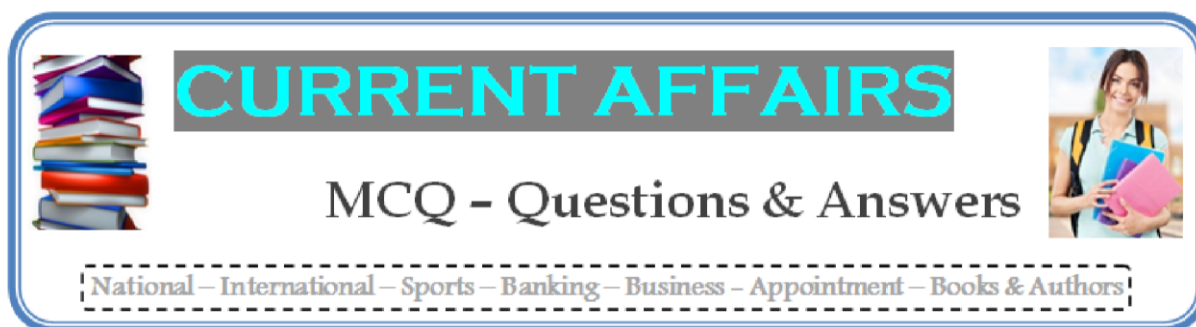 CURRENT AFFAIRS
MCQ – Questions & Answers
National – International – Sports – Banking – Business – Appointment – Books & Authors